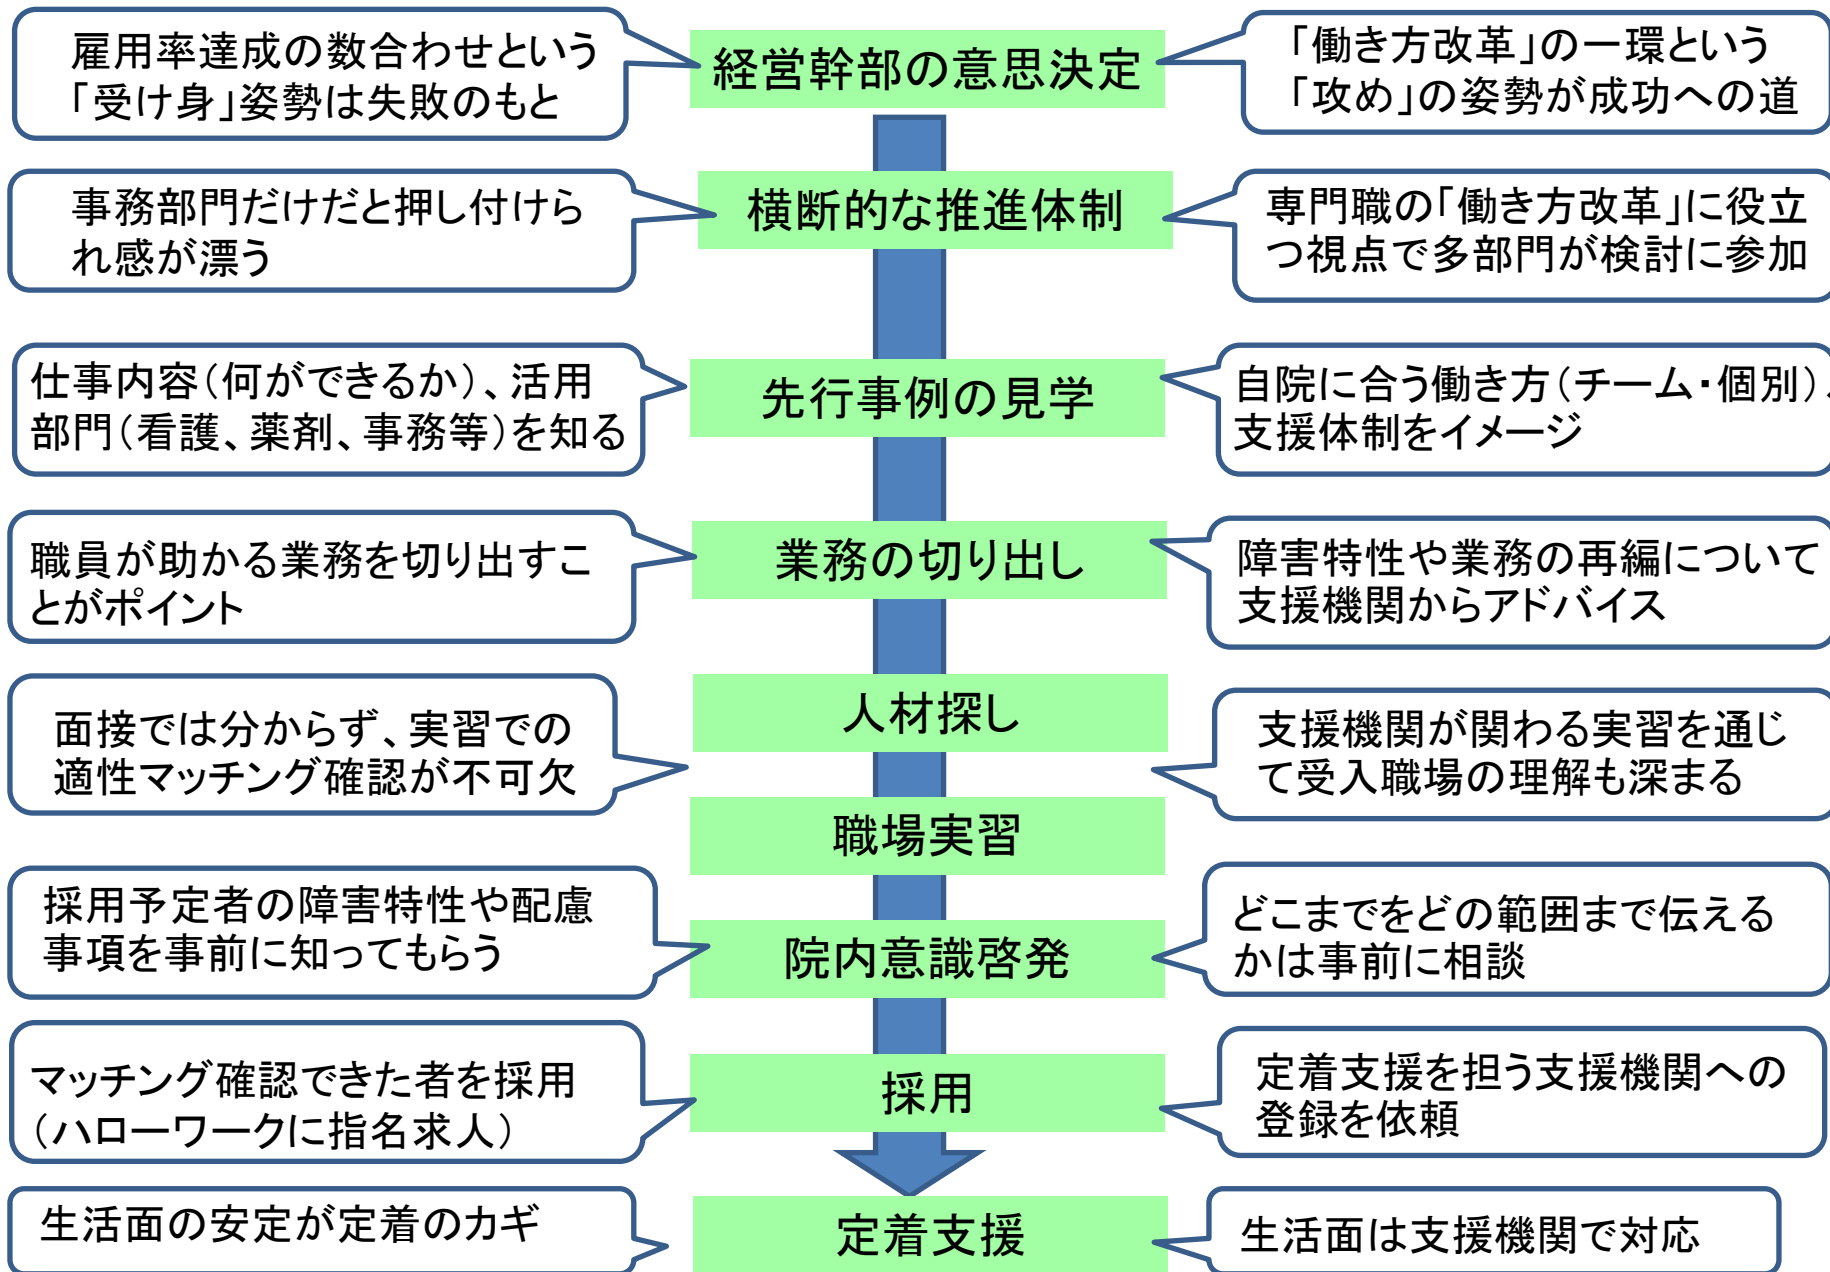 雇用率達成の数合わせという
「受け身」姿勢は失敗のもと
経営幹部の意思決定
「働き方改革」の一環という
「攻め」の姿勢が成功への道
事務部門だけだと押し付けら
れ感が漂う
横断的な推進体制
専門職の「働き方改革」に役立
つ視点で多部門が検討に参加
仕事内容(何ができるか)、活用
部門(看護、薬剤、事務等)を知る
先行事例の見学
自院に合う働き方(チーム・個別)、
支援体制をイメージ
職員が助かる業務を切り出すこ
とがポイント
業務の切り出し
障害特性や業務の再編について
支援機関からアドバイス
人材探し
面接では分からず、実習での
適性マッチング確認が不可欠
支援機関が関わる実習を通じ
て受入職場の理解も深まる
職場実習
採用予定者の障害特性や配慮
事項を事前に知ってもらう
院内意識啓発
どこまでをどの範囲まで伝える
かは事前に相談
マッチング確認できた者を採用
(ハローワークに指名求人)
採用
定着支援を担う支援機関への
登録を依頼
生活面の安定が定着のカギ
定着支援
生活面は支援機関で対応